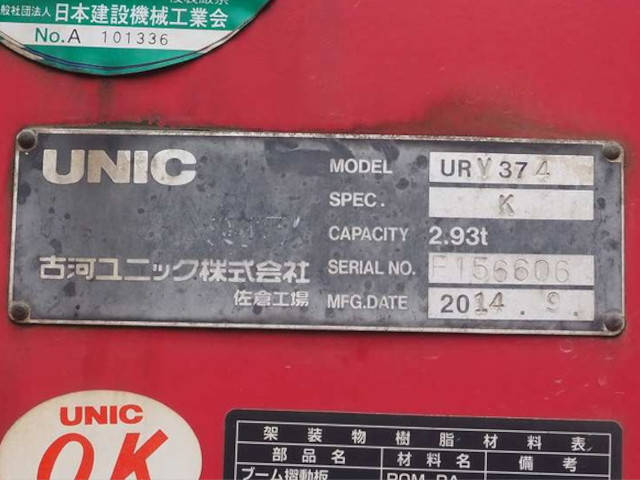 般社団法人 日本建設機械工業会
No.A 101336
UNIC
MODEL URV374
SPEC. K
CAPACITY 2.93t
古河ユニック株式会社
SERIAL NO. F156606
佐倉工場
MFG.DATE 2014.9.
UNIC
OK
架装物樹脂材料表
部品名 材料名 備考
ブーム摺動板
POM, PA